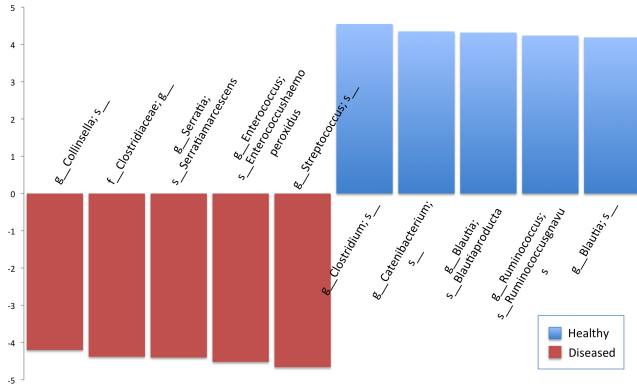 5
4
3
2
1
0
-1
-2
-3
-4
-5
g__Collinsella; s__
f__Clostridiaceae; g__
g__Serratia;
s__Serratiamarcescens
g__Enterococcus;
s__Enterococcushaemo
peroxidus
g__Streptococcus; s__
g__Clostridium; s__
g__Catenibacterium;
s__
g__Blautia;
s__Blautiaproducta
g__Ruminococcus;
s__Ruminococcusgnavu
s
g__Blautia; s__
Healthy
Diseased